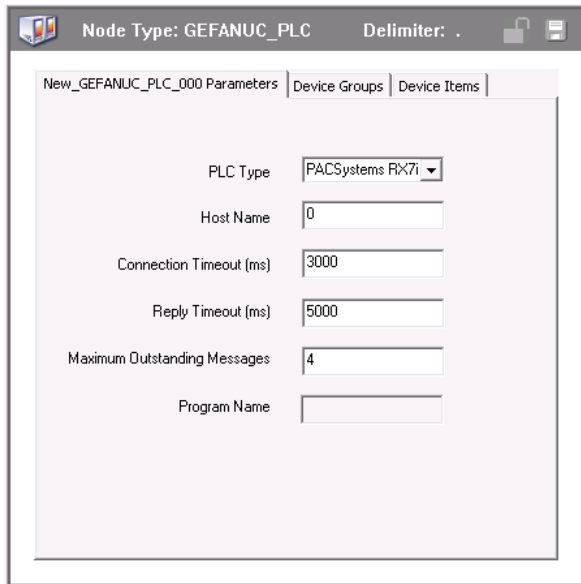 Node Type: GEFANUC_PLC Delimiter: .
New_GEFANUC_PLC_000 Parameters Device Groups Device Items
PLC Type PACSystems RX7i
Host Name 0
Connection Timeout (ms) 3000
Reply Timeout (ms) 5000
Maximum Outstanding Messages 4
Program Name